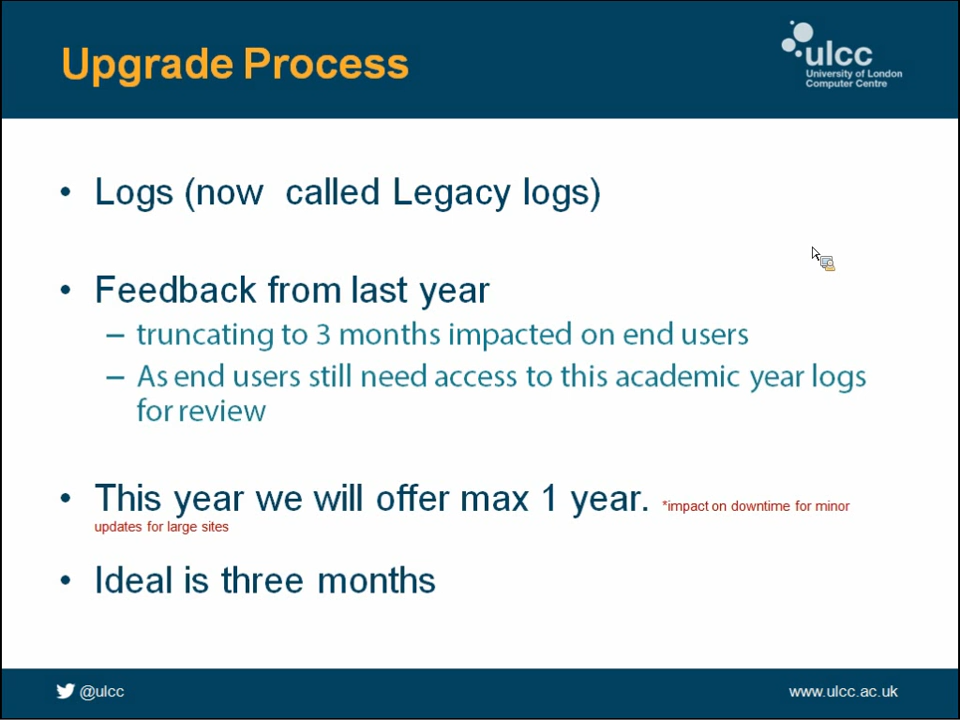 Upgrade Process
ulcc
University of London
Computer Centre
• Logs (now  called Legacy logs)
• Feedback from last year
– truncating to 3 months impacted on end users
– As end users still need access to this academic year logs
for review
• This year we will offer max 1 year. *impact on downtime for minor
updates for large sites
• Ideal is three months
@ulcc
www.ulcc.ac.uk